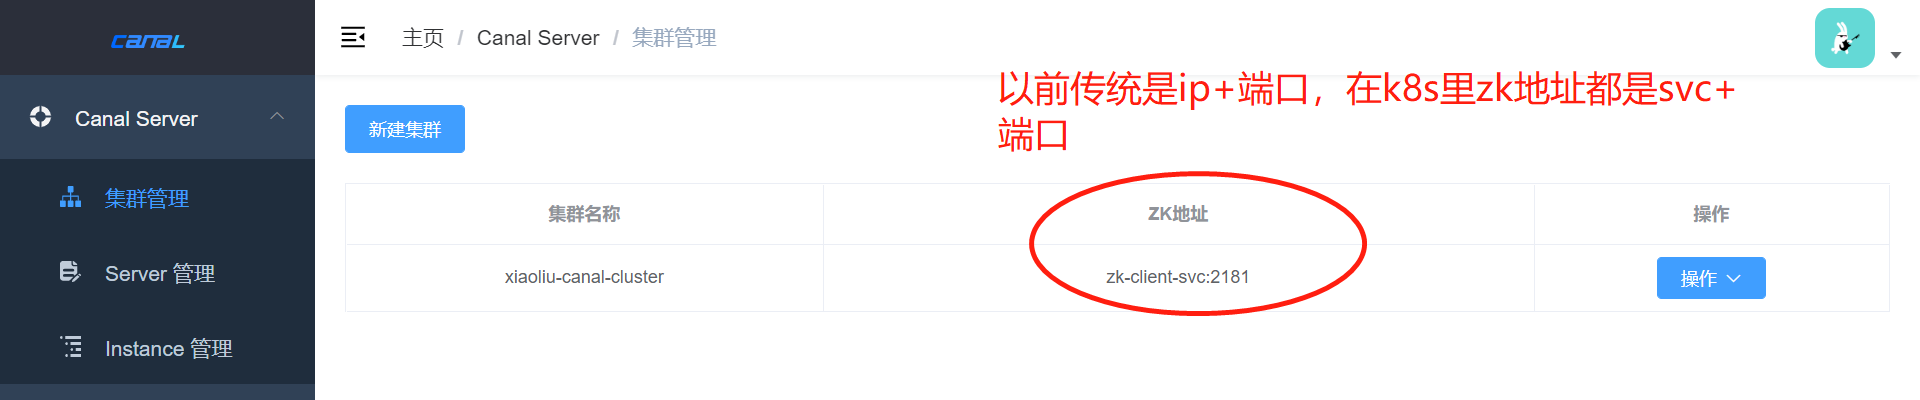 canal
主页 / Canal Server / 集群管理
以前传统是ip+端口，在k8s里zk地址都是svc+
端口
Canal Server
新建集群
集群管理
Server 管理
Instance 管理
集群名称 ZK地址 操作
xiaoliu-canal-cluster zk-client-svc:2181 操作